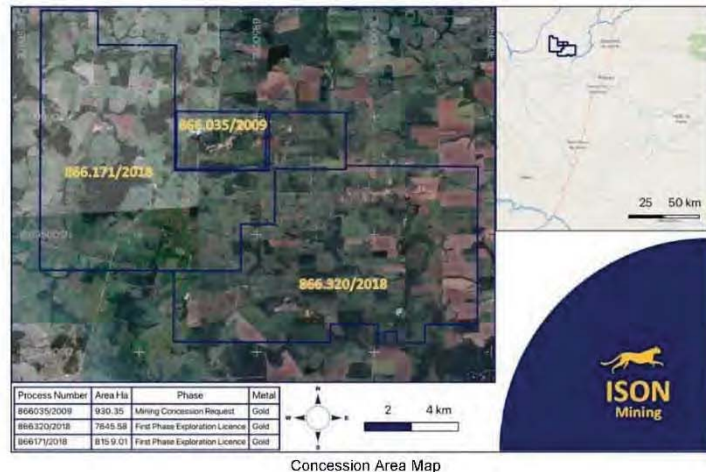 866.035/2009
866.171/2018
866.320/2018
25 50 km
Process Number Area Ha Phase Metal
866035/2009 930.35 Mining Concession Request Gold
866320/2018 7645.58 First Phase Exploration Licence Gold
866171/2018 8159.01 First Phase Exploration Licence Gold
N
W E
S
2 4 km
ISON
Mining
Concession Area Map